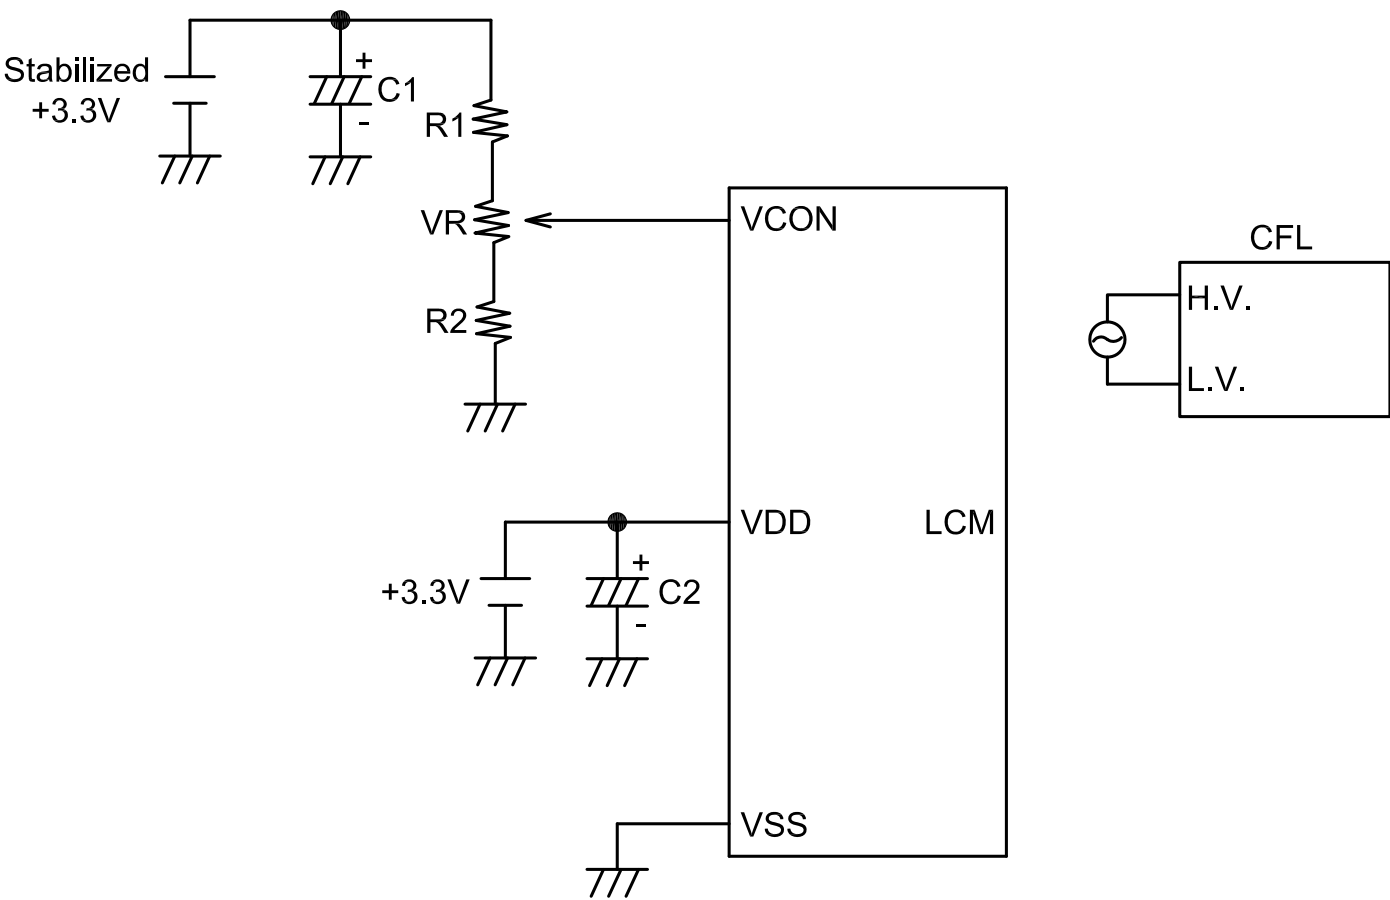 Stabilized
+3.3V
+
C1
-
R1
VR
R2
VCON
CFL
H.V.
L.V.
VDD
LCM
+3.3V
+
C2
-
VSS